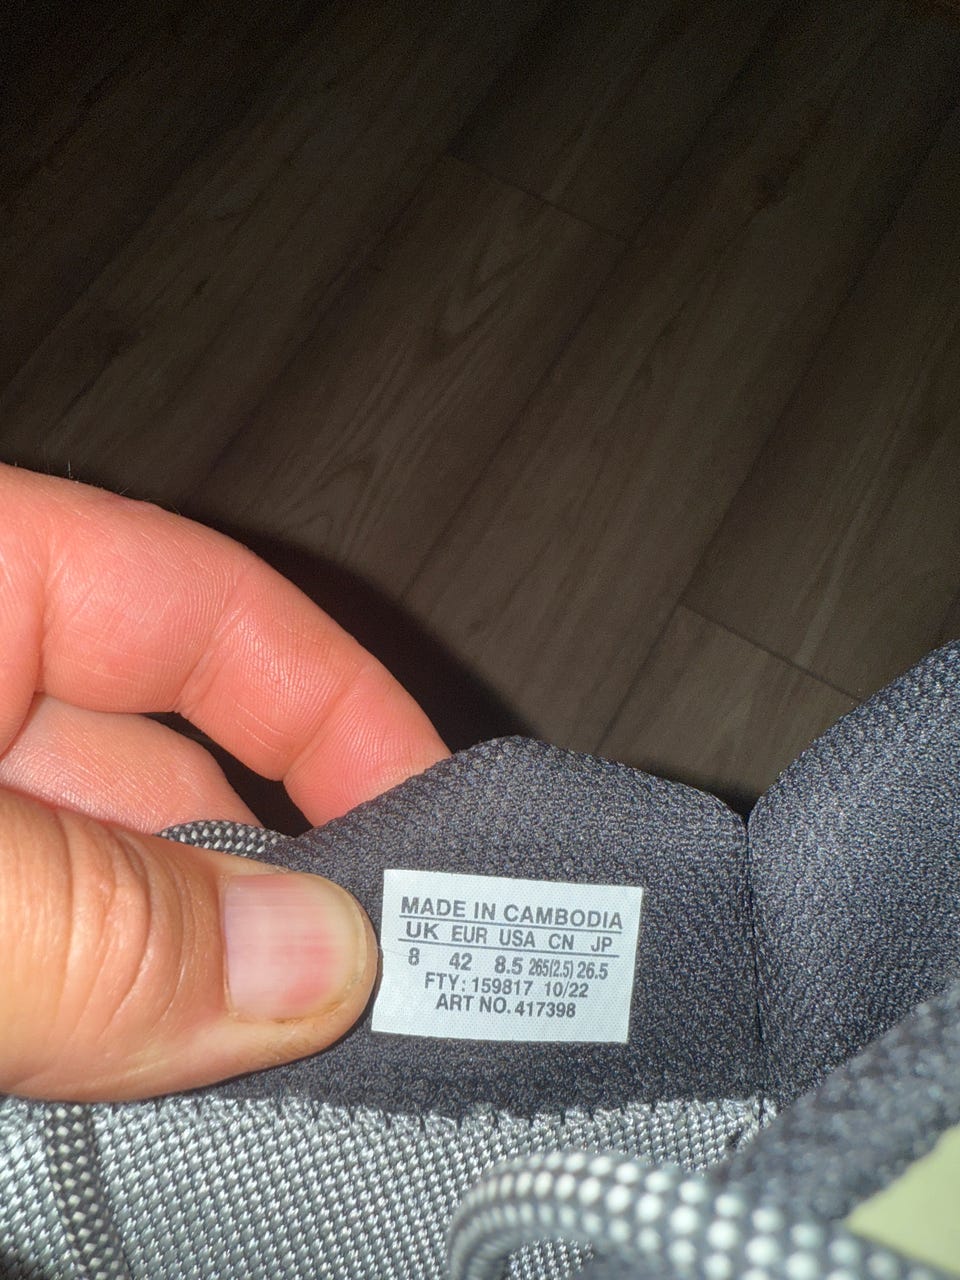 MADE IN CAMBODIA
UK EUR USA CN JP
8 42 8.5 265(2.5) 26.5
FTY: 159817 10/22
ART NO. 417398